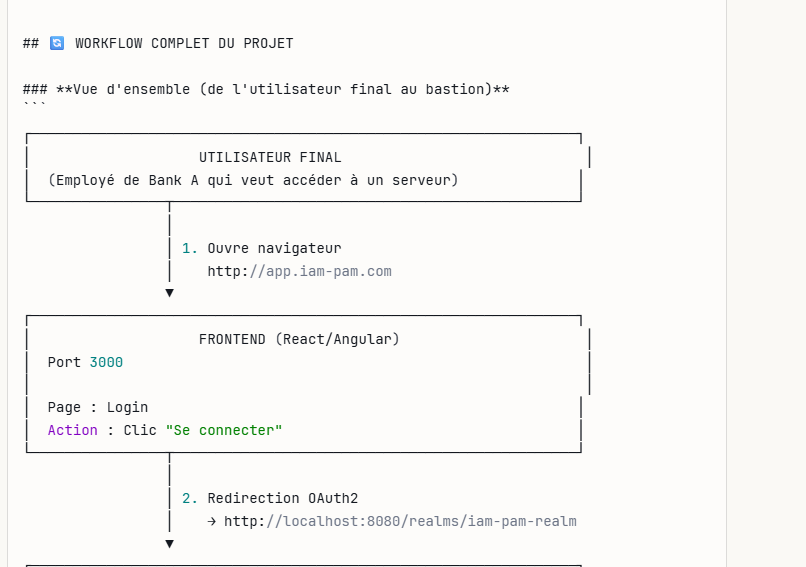 ## 🔄 WORKFLOW COMPLET DU PROJET
### **Vue d'ensemble (de l'utilisateur final au bastion)**
```
UTILISATEUR FINAL
(Employé de Bank A qui veut accéder à un serveur)
1. Ouvre navigateur
http://app.iam-pam.com
▼
FRONTEND (React/Angular)
Port 3000
Page : Login
Action : Clic "Se connecter"
2. Redirection OAuth2
→ http://localhost:8080/realms/iam-pam-realm
▼